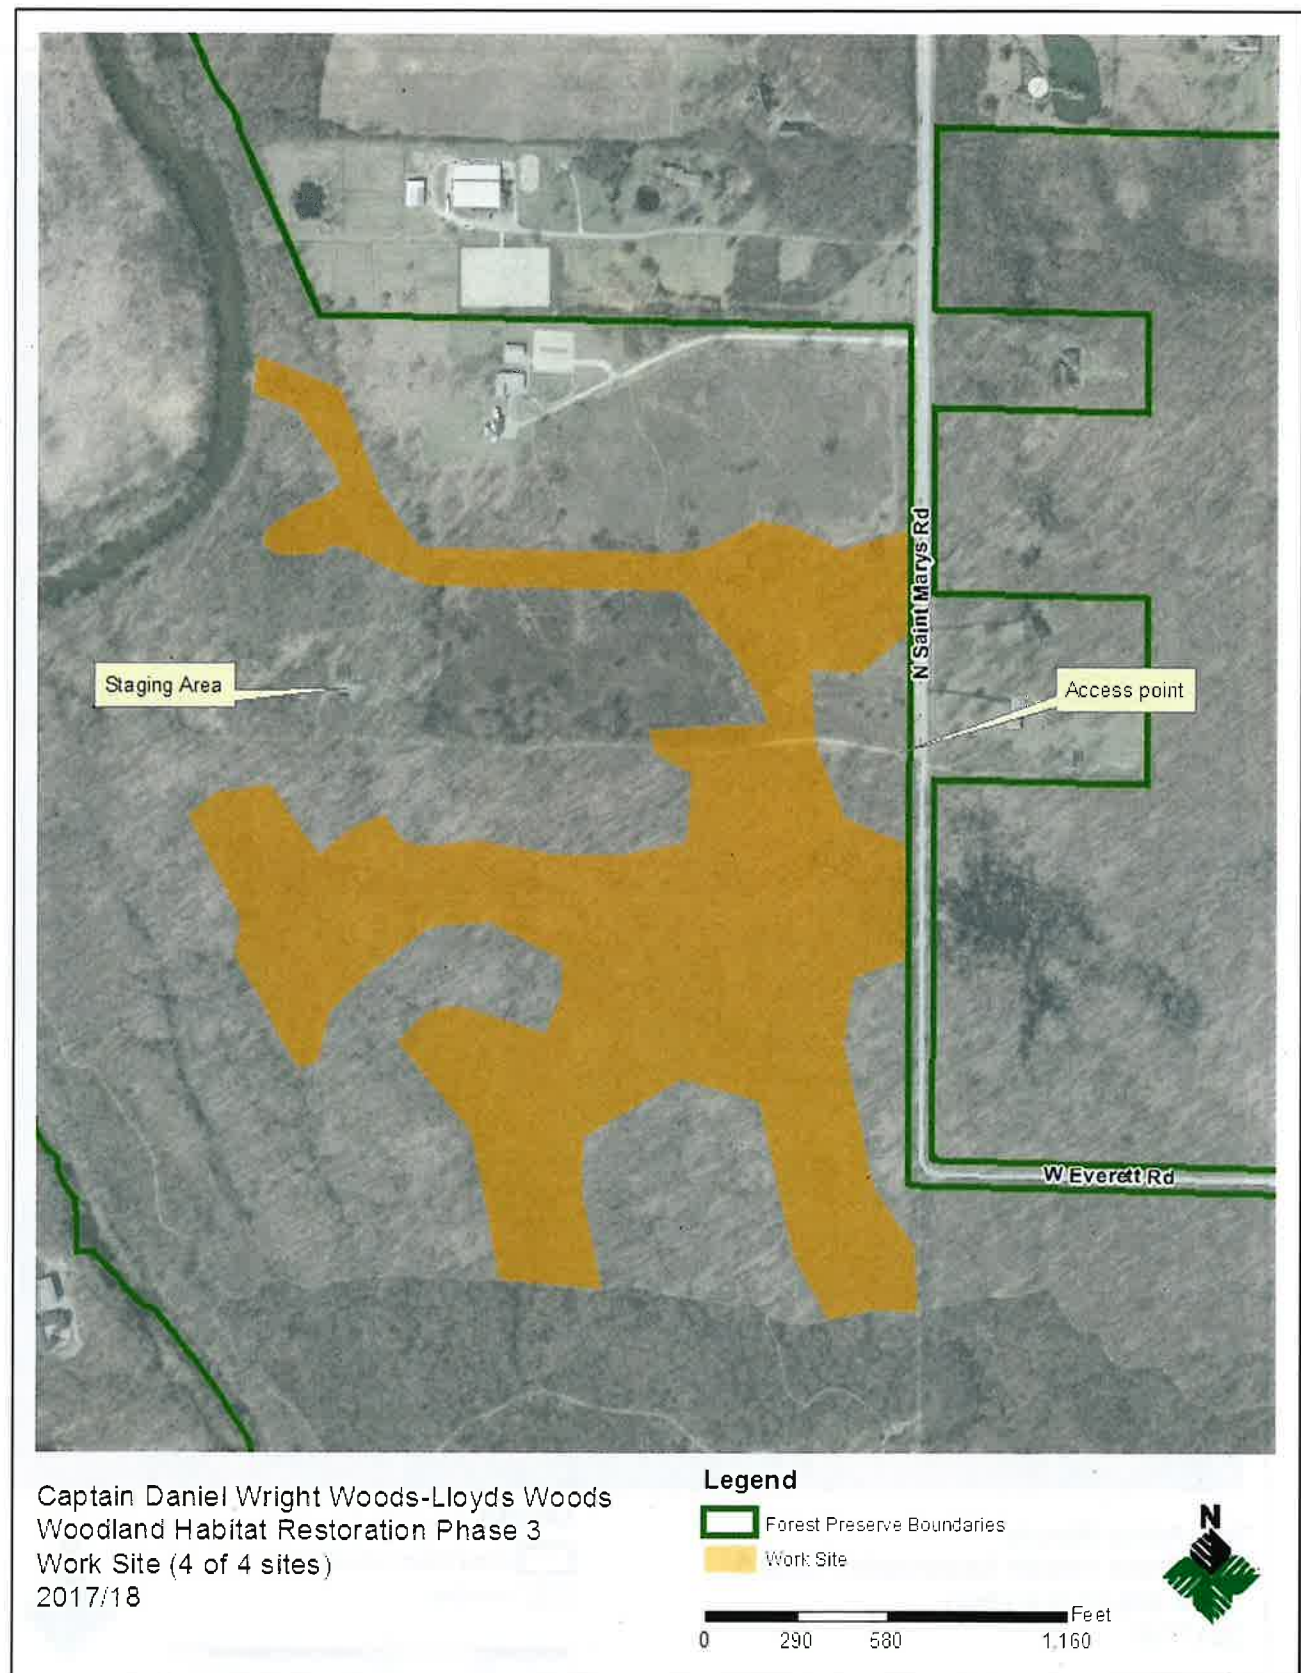 N Saint Marys Rd
Staging Area
Access point
W Everett Rd
Captain Daniel Wright Woods-Lloyds Woods
Woodland Habitat Restoration Phase 3
Work Site (4 of 4 sites)
2017/18
Legend
Forest Preserve Boundaries
Work Site
Feet
0 290 580 1,160
N